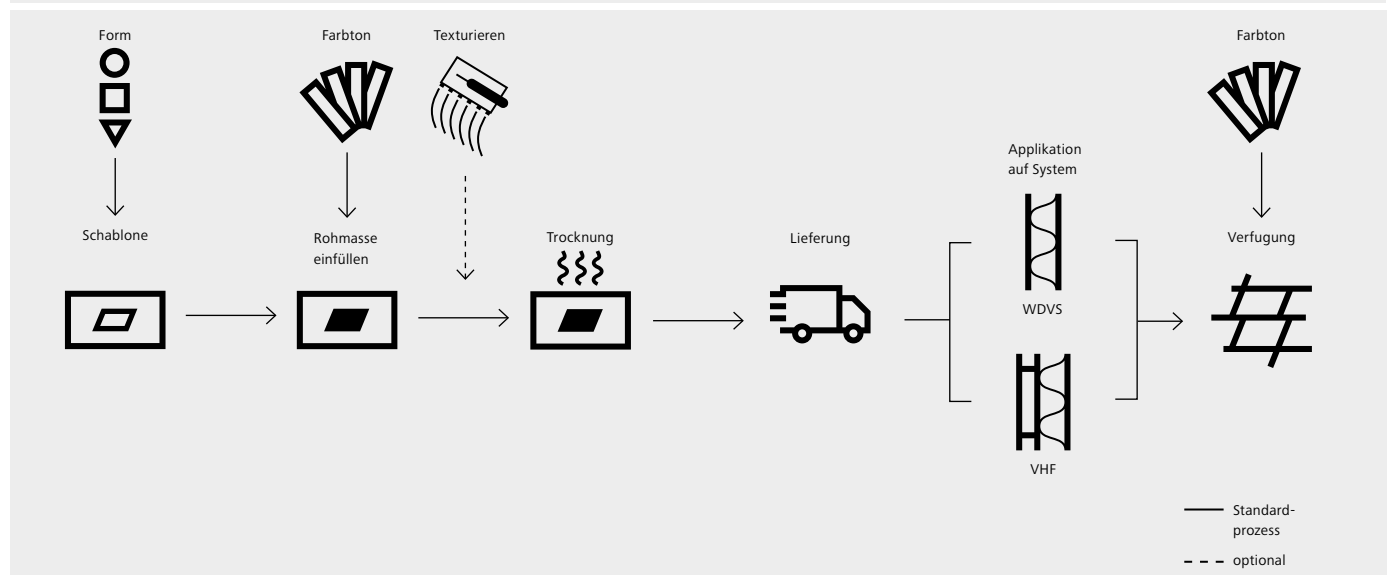 Form
Farbton
Texturieren
Farbton
Applikation
auf System
Schablone
Rohmasse
einfüllen
Trocknung
Lieferung
Verfugung
WDVS
VHF
Standard-
prozess
optional